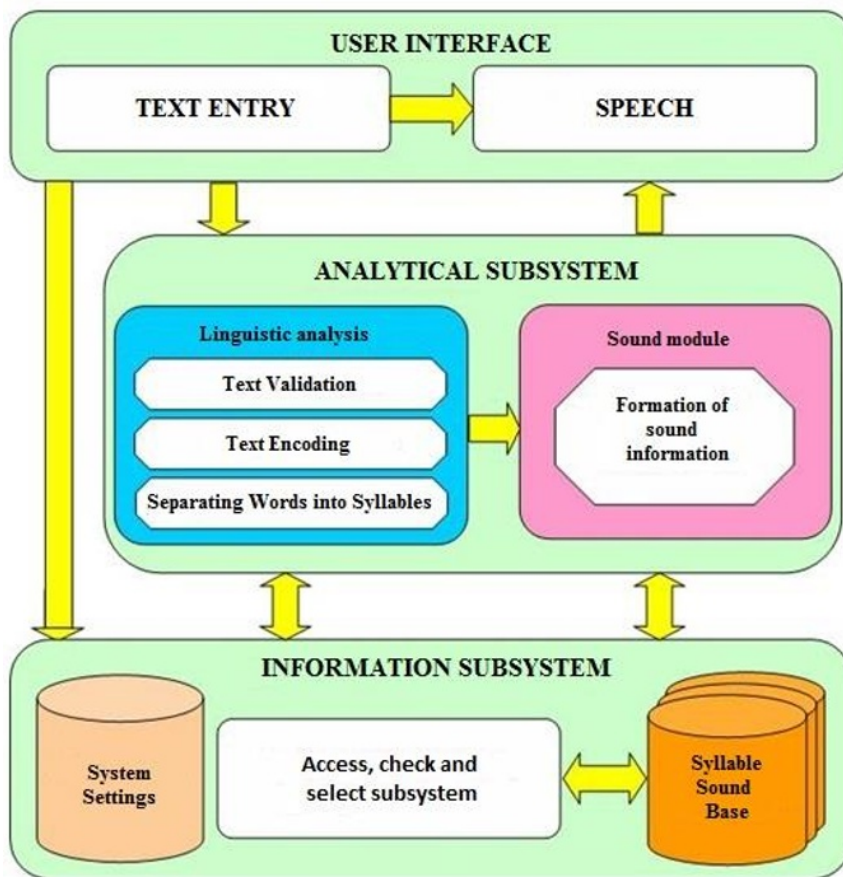 USER INTERFACE
TEXT ENTRY
SPEECH
ANALYTICAL SUBSYSTEM
Linguistic analysis
Text Validation
Text Encoding
Separating Words into Syllables
Sound module
Formation of
sound
information
INFORMATION SUBSYSTEM
System
Settings
Access, check and
select subsystem
Syllable
Sound
Base